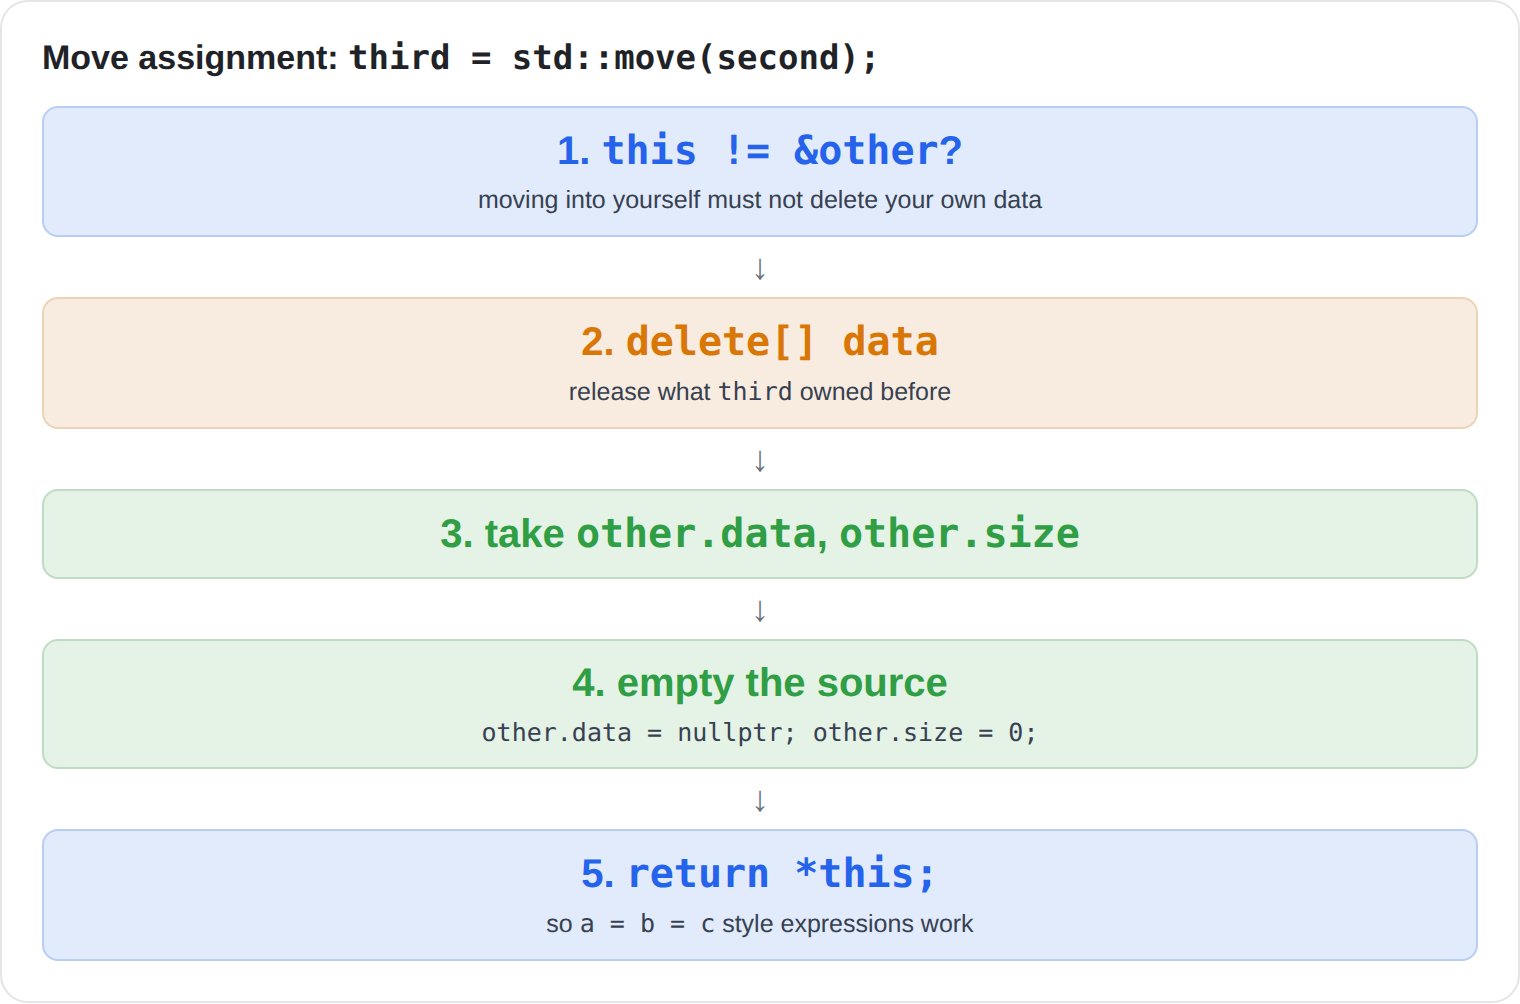 Move assignment: third = std::move(second);
1. this != &other?
moving into yourself must not delete your own data
↓
2. delete[] data
release what third owned before
↓
3. take other.data, other.size
↓
4. empty the source
other.data = nullptr; other.size = 0;
↓
5. return *this;
so a = b = c style expressions work